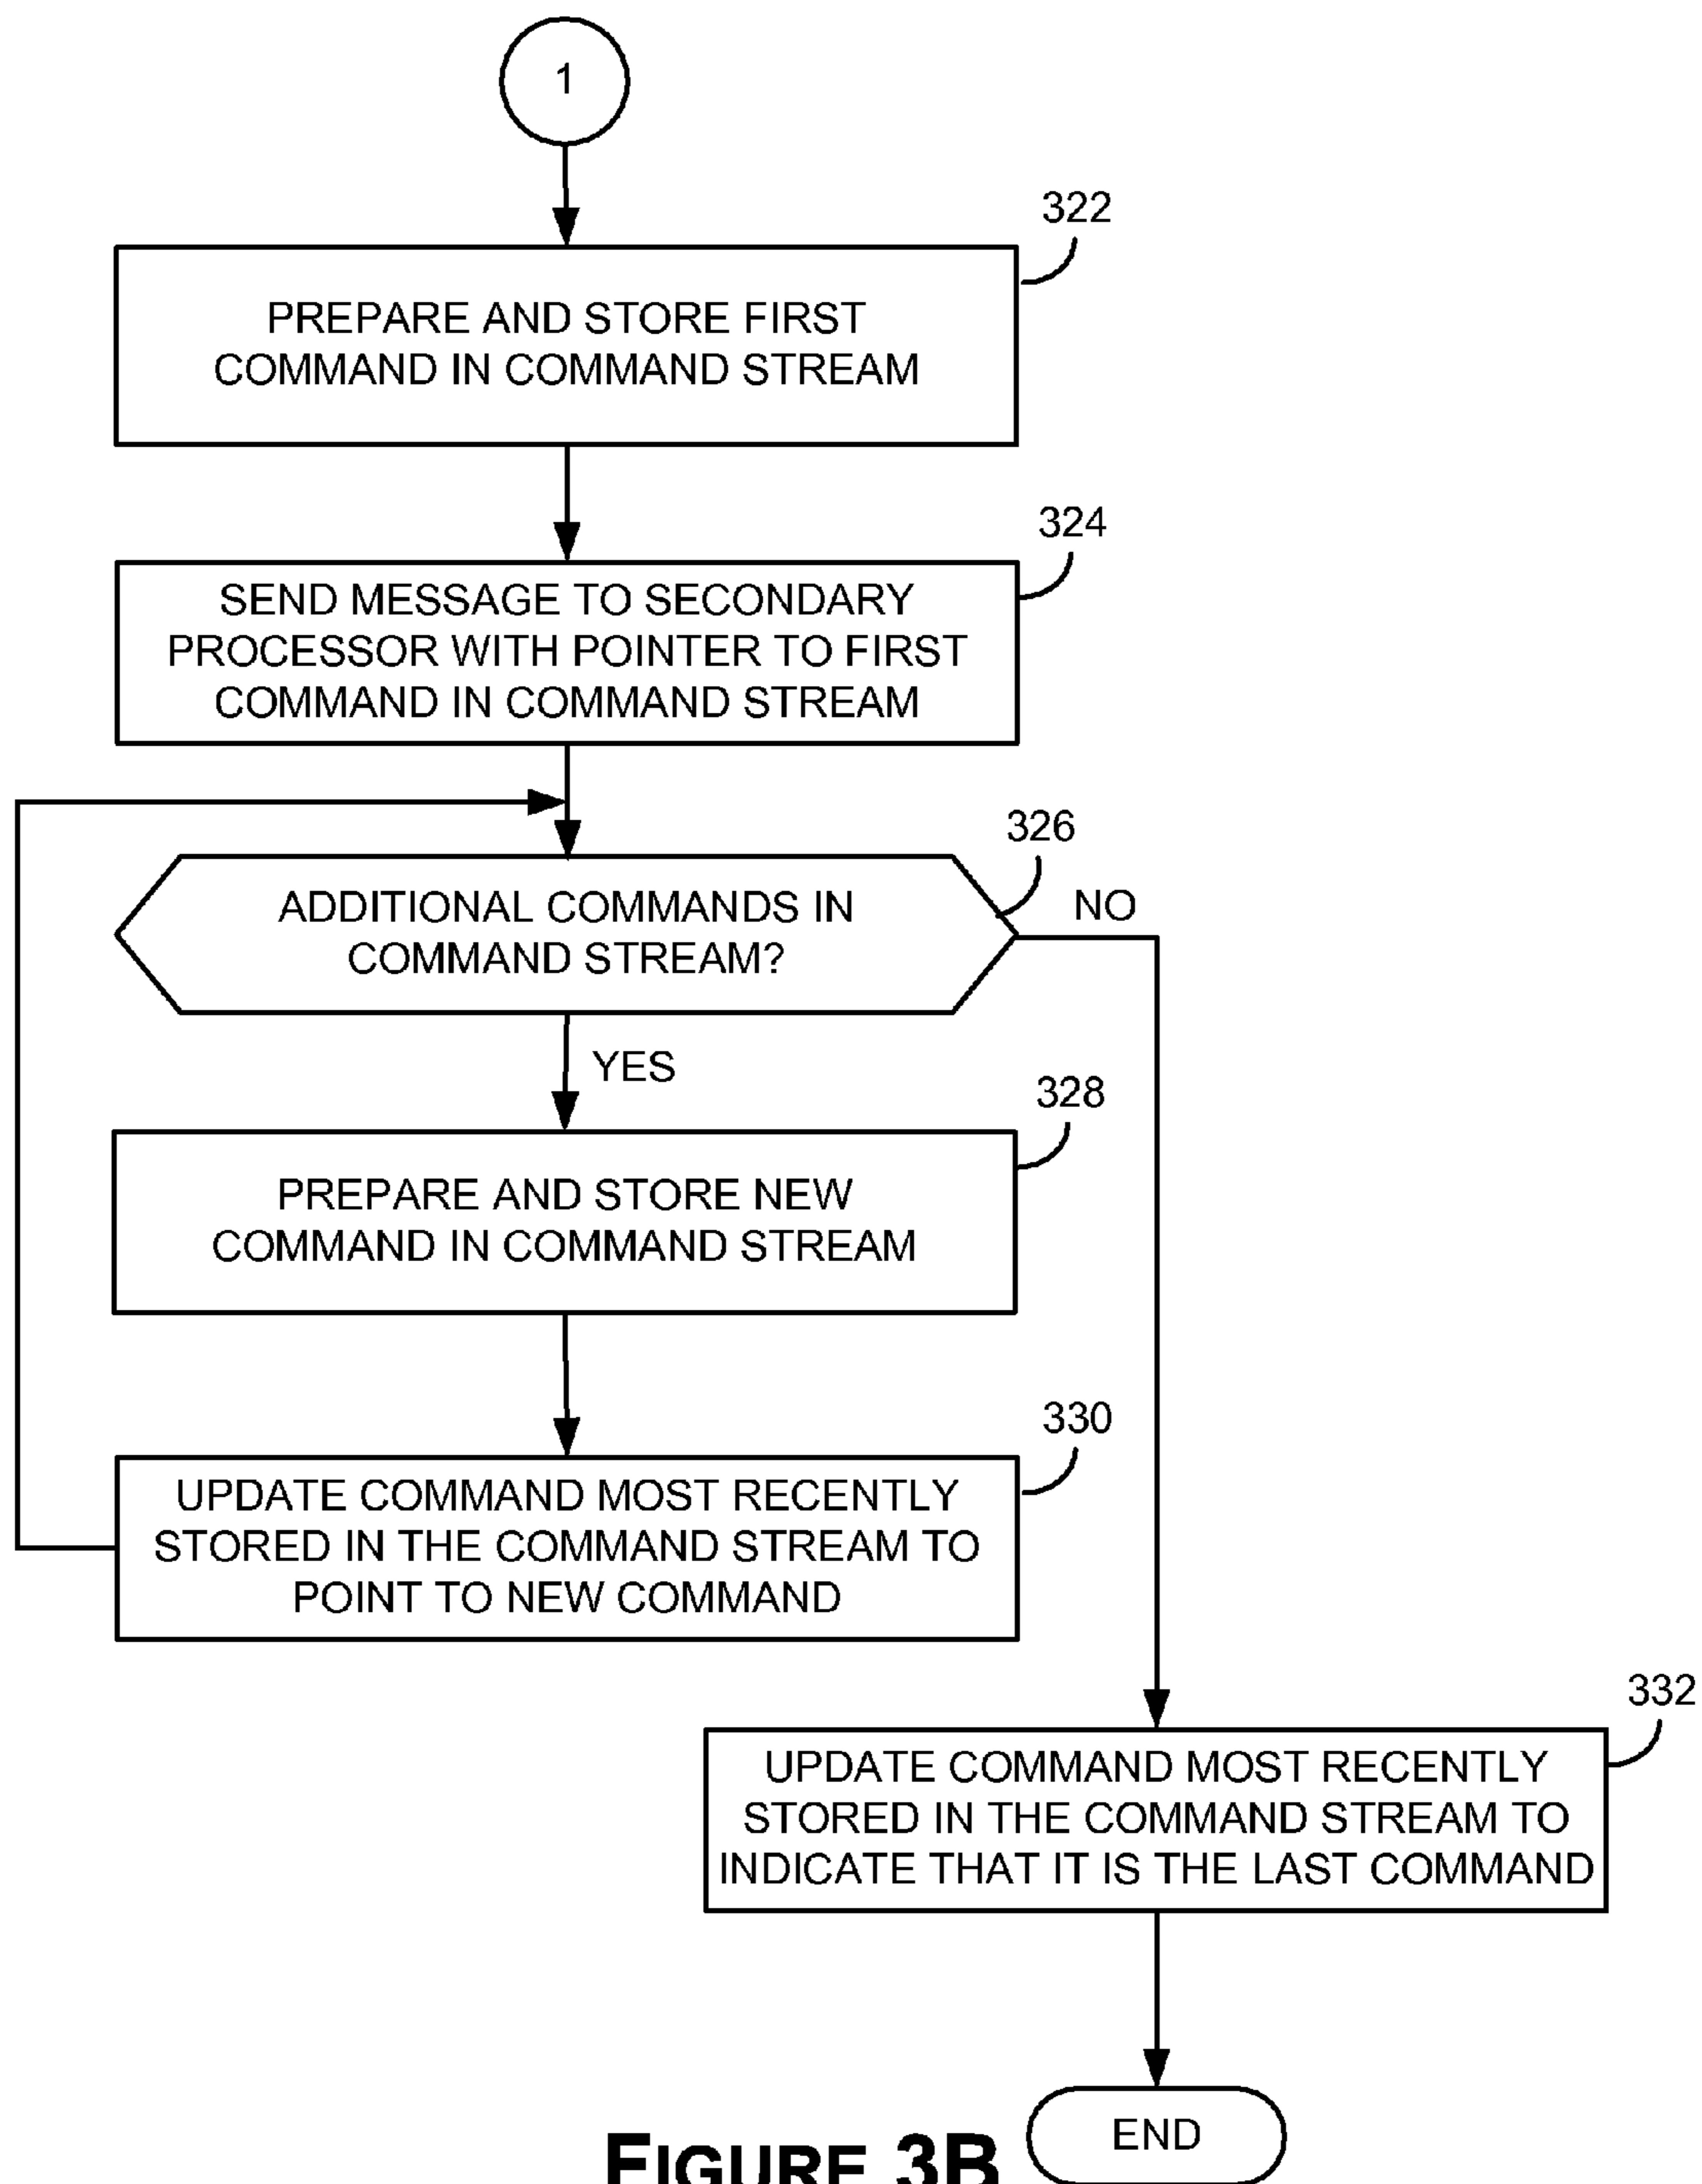 1
322
PREPARE AND STORE FIRST
COMMAND IN COMMAND STREAM
324
SEND MESSAGE TO SECONDARY
PROCESSOR WITH POINTER TO FIRST
COMMAND IN COMMAND STREAM
326
ADDITIONAL COMMANDS IN
COMMAND STREAM?
NO
YES
328
PREPARE AND STORE NEW
COMMAND IN COMMAND STREAM
330
UPDATE COMMAND MOST RECENTLY
STORED IN THE COMMAND STREAM TO
POINT TO NEW COMMAND
332
UPDATE COMMAND MOST RECENTLY
STORED IN THE COMMAND STREAM TO
INDICATE THAT IT IS THE LAST COMMAND
END
FIGURE 3B